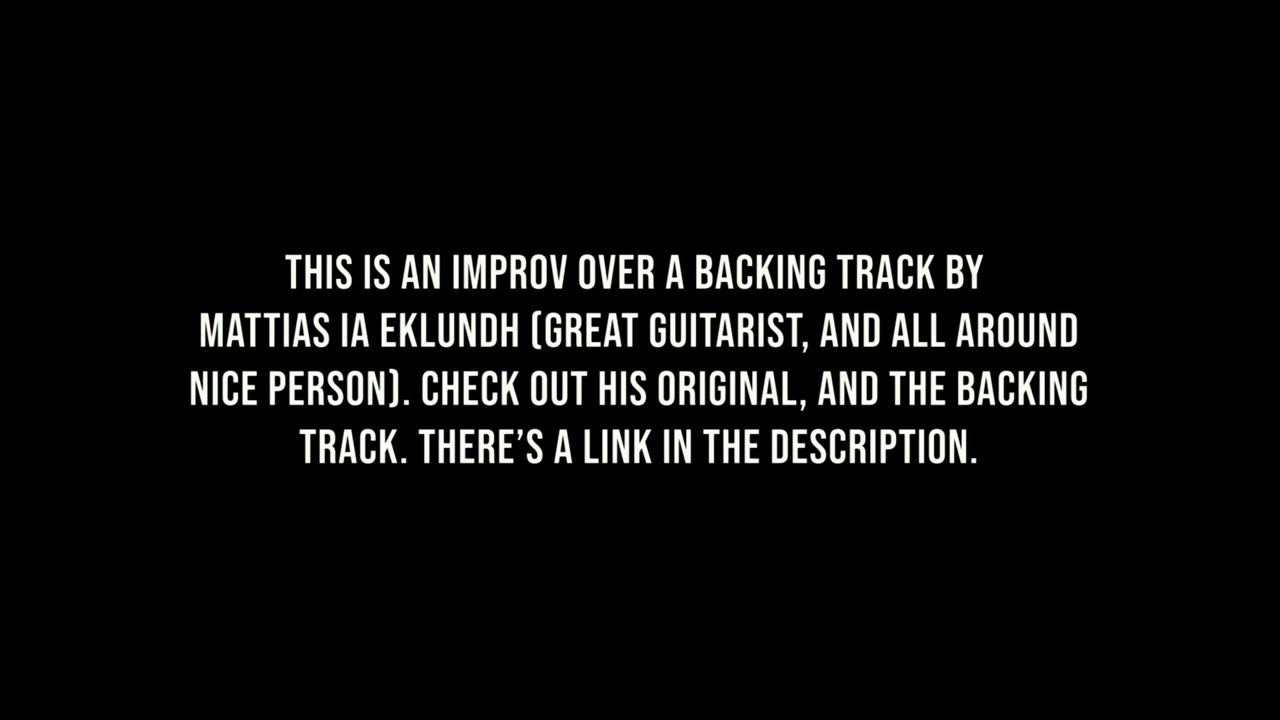 THIS IS AN IMPROV OVER A BACKING TRACK BY
MATTIAS IA EKLUNDH (GREAT GUITARIST, AND ALL AROUND
NICE PERSON). CHECK OUT HIS ORIGINAL, AND THE BACKING
TRACK. THERE’S A LINK IN THE DESCRIPTION.